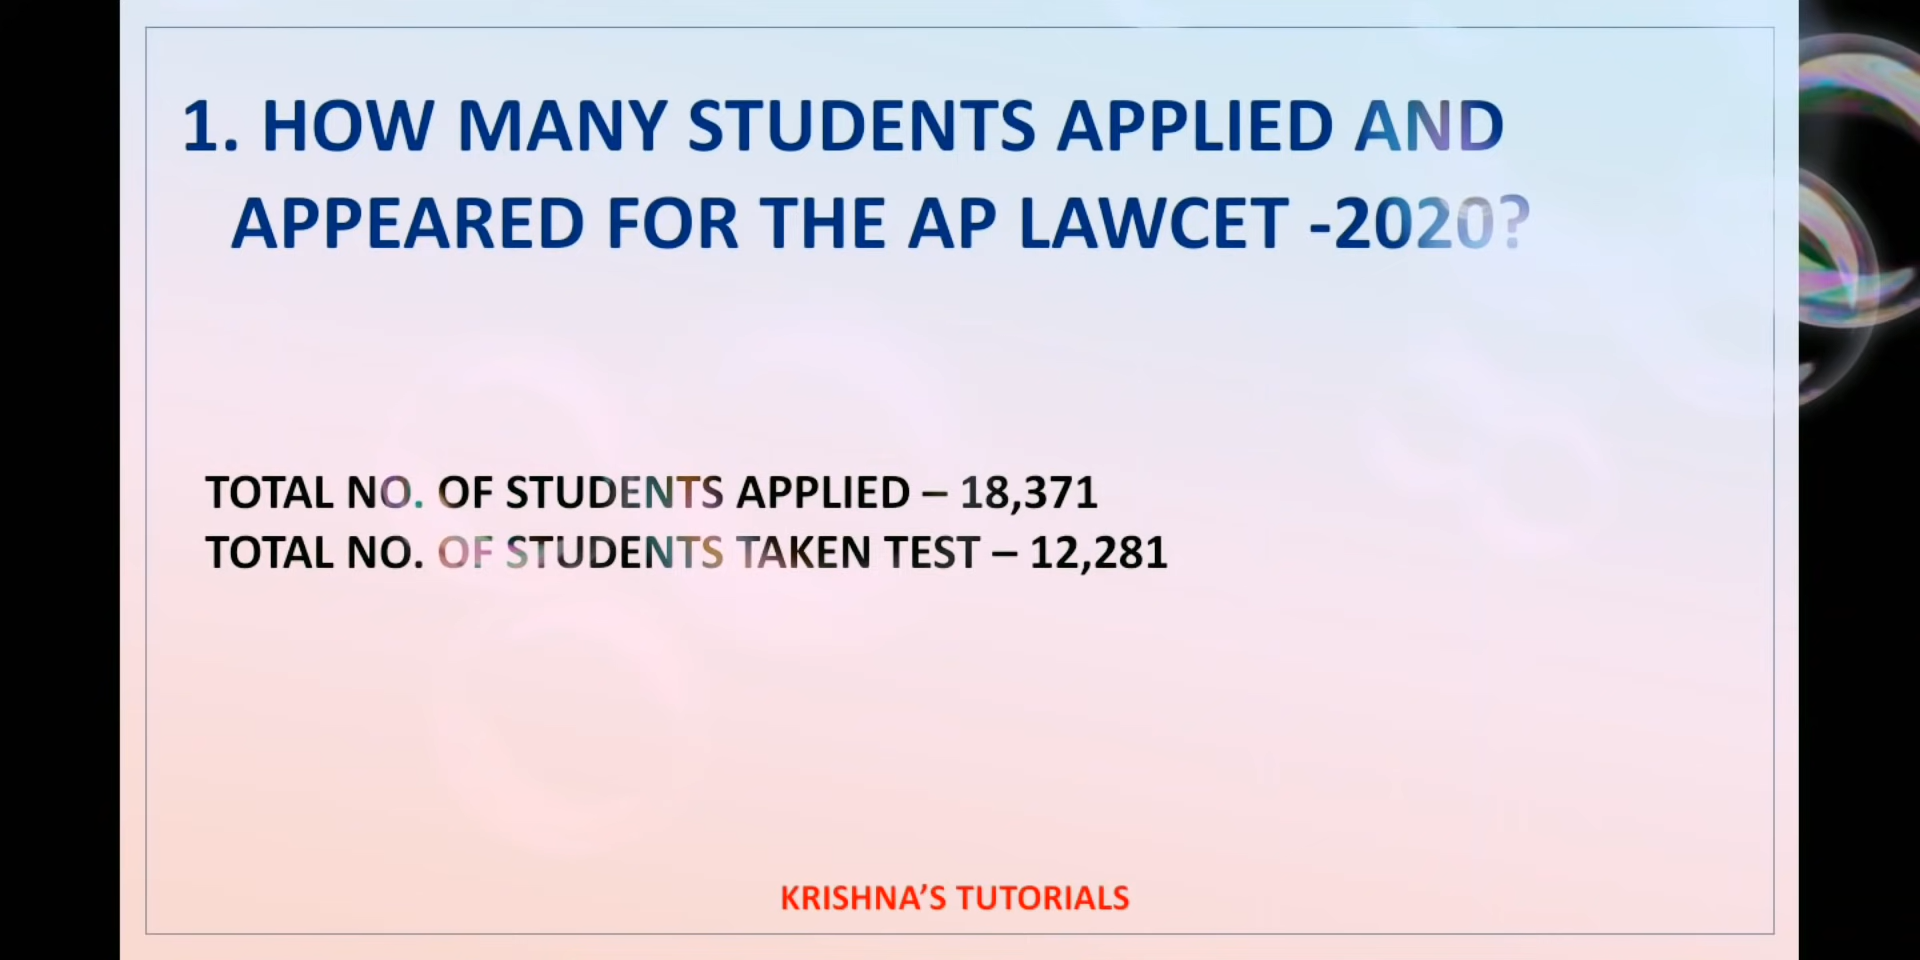 1. HOW MANY STUDENTS APPLIED AND
APPEARED FOR THE AP LAWCET -2020?
TOTAL NO. OF STUDENTS APPLIED – 18,371
TOTAL NO. OF STUDENTS TAKEN TEST – 12,281
KRISHNA’S TUTORIALS